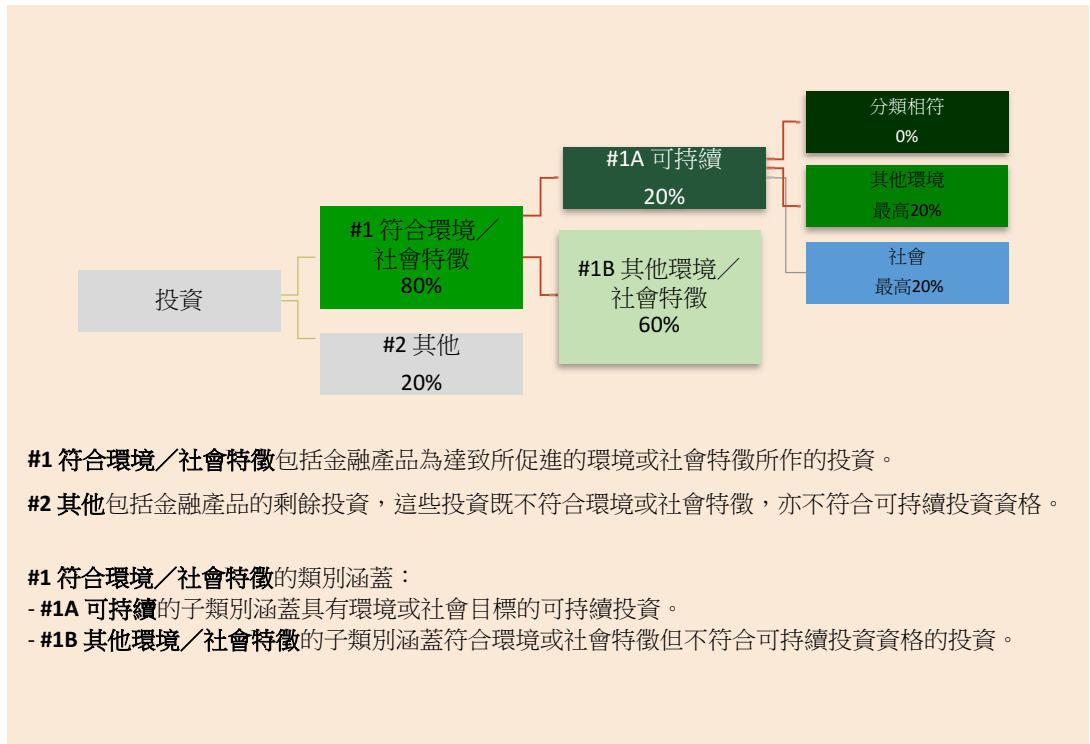 投資
#1 符合環境／
社會特徵
80%
#2 其他
20%
#1A 可持續
20%
#1B 其他環境／
社會特徵
60%
分類相符
0%
其他環境
最高20%
社會
最高20%
#1 符合環境／社會特徵包括金融產品為達致所促進的環境或社會特徵所作的投資。
#2 其他包括金融產品的剩餘投資，這些投資既不符合環境或社會特徵，亦不符合可持續投資資格。
#1 符合環境／社會特徵的類別涵蓋：
- #1A 可持續的子類別涵蓋具有環境或社會目標的可持續投資。
- #1B 其他環境／社會特徵的子類別涵蓋符合環境或社會特徵但不符合可持續投資資格的投資。